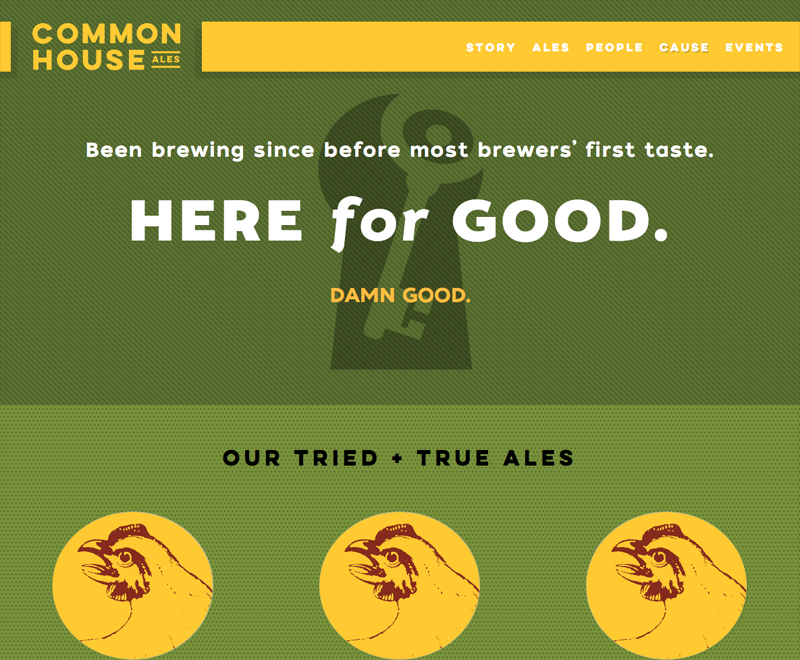 COMMON
HOUSE ALES
STORY ALES PEOPLE CAUSE EVENTS
Been brewing since before most brewers’ first taste.
HERE for GOOD.
DAMN GOOD.
OUR TRIED + TRUE ALES